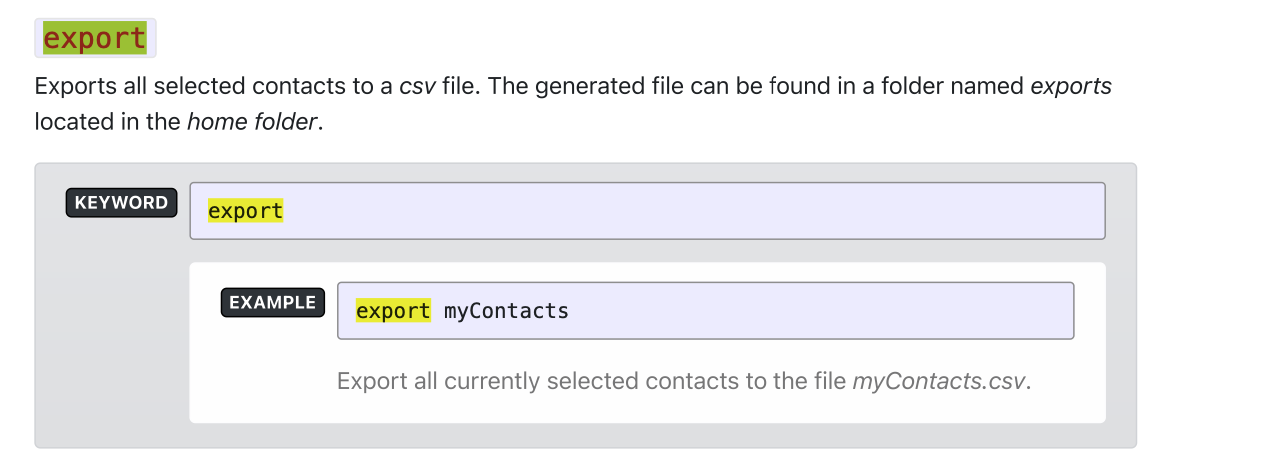 export
Exports all selected contacts to a csv file. The generated file can be found in a folder named exports
located in the home folder.
KEYWORD export
EXAMPLE export myContacts
Export all currently selected contacts to the file myContacts.csv.